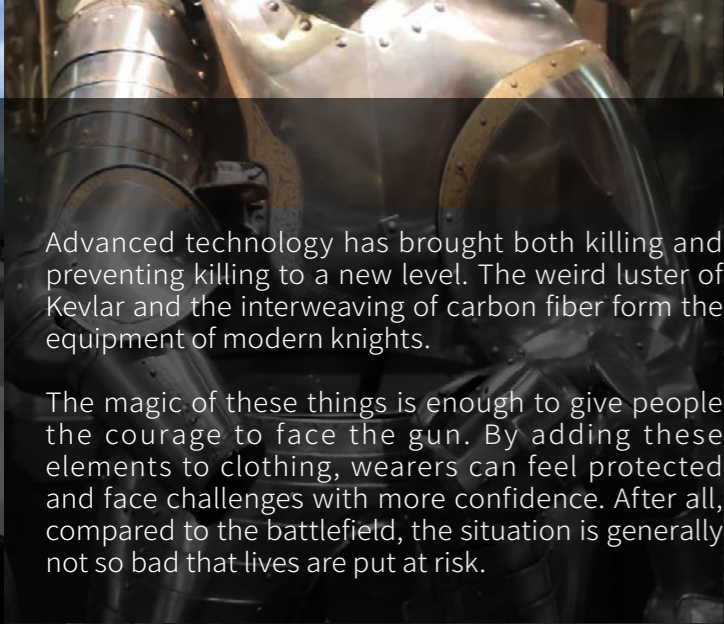 Advanced technology has brought both killing and
preventing killing to a new level. The weird luster of
Kevlar and the interweaving of carbon fiber form the
equipment of modern knights.
The magic of these things is enough to give people
the courage to face the gun. By adding these
elements to clothing, wearers can feel protected
and face challenges with more confidence. After all,
compared to the battlefield, the situation is generally
not so bad that lives are put at risk.